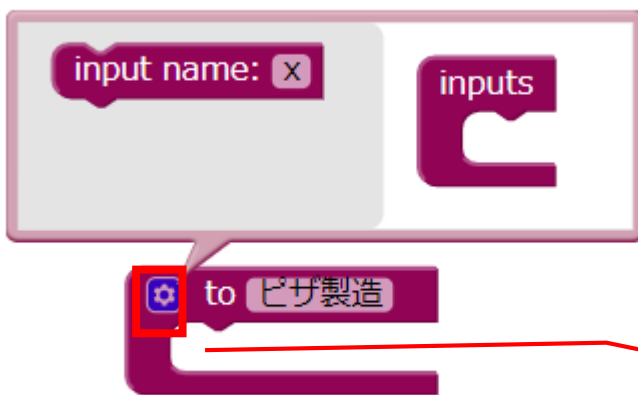 input name: x
inputs
to ピザ製造